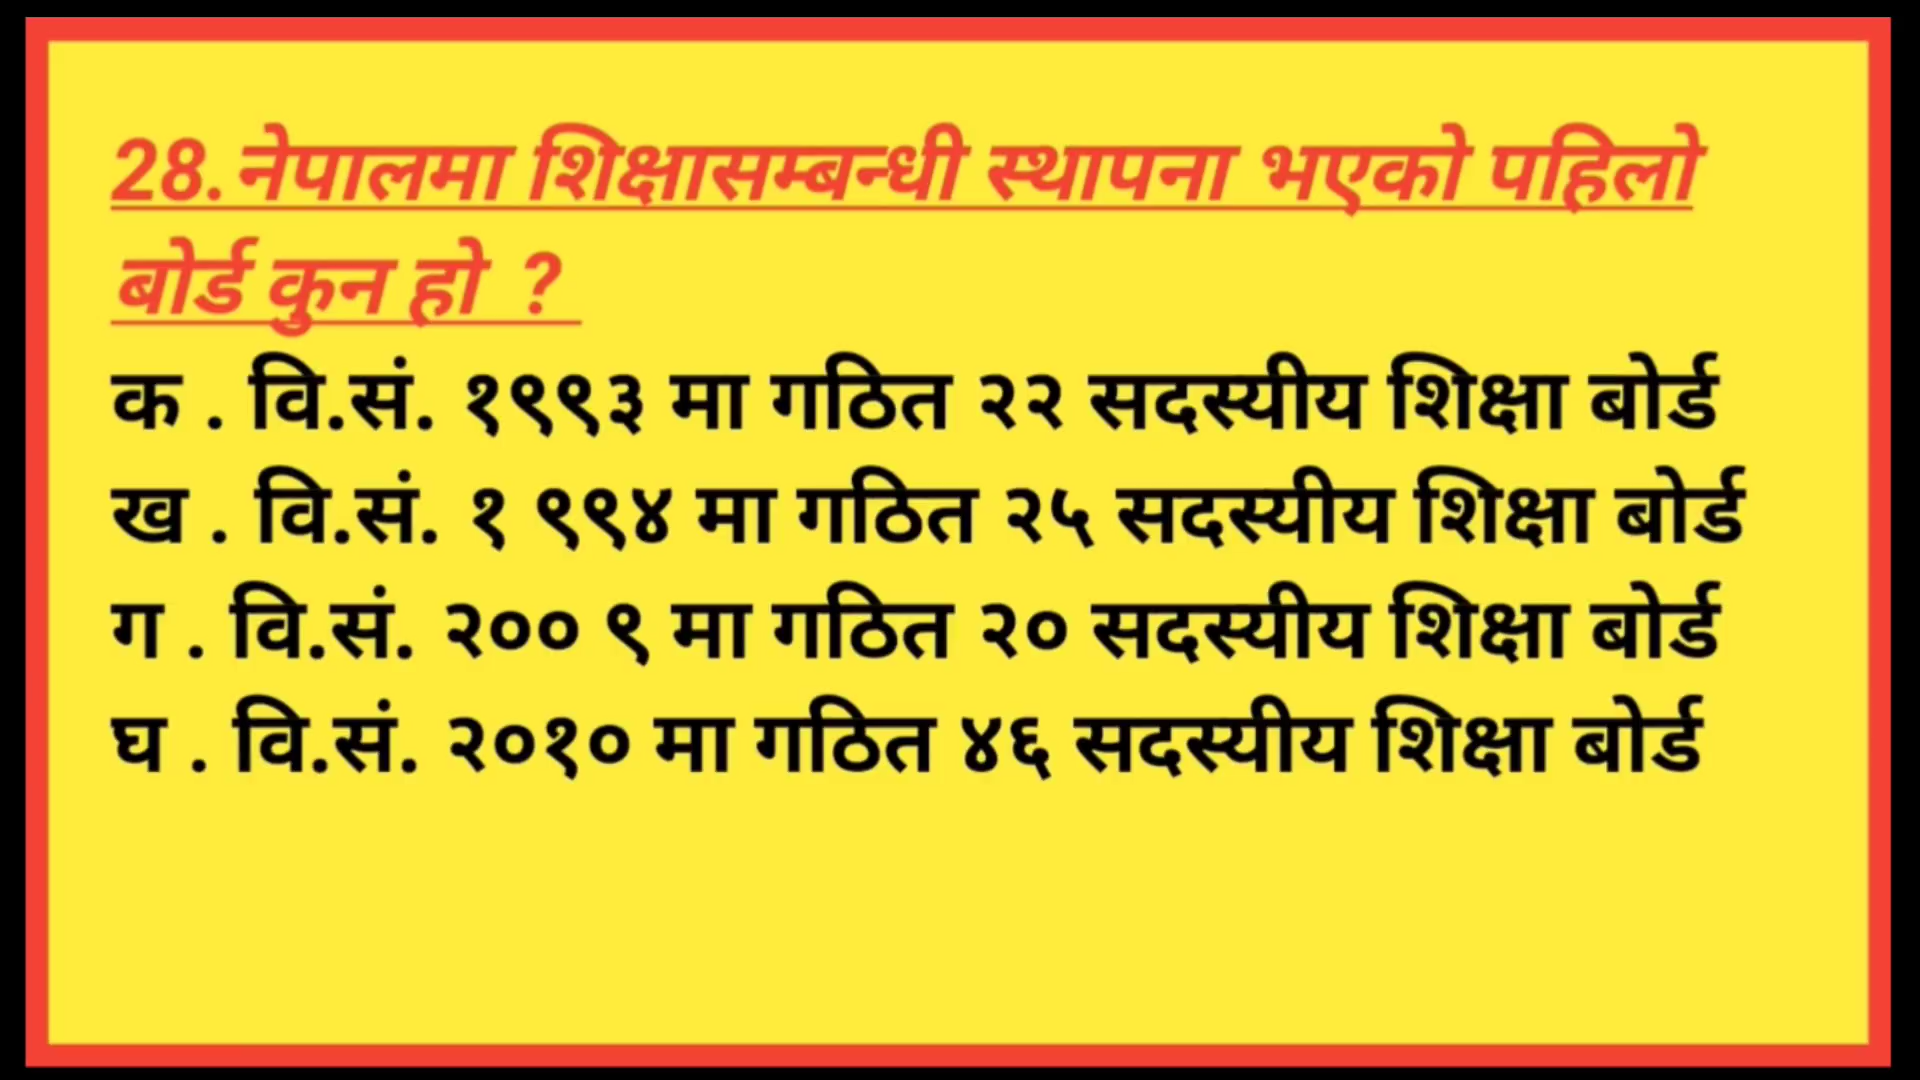 28.नेपालमा शिक्षासम्बन्धी स्थापना भएको पहिलो
बोर्ड कुन हो ?
क . वि.सं. १९९३ मा गठित २२ सदस्यीय शिक्षा बोर्ड
ख . वि.सं. १ ९९४ मा गठित २५ सदस्यीय शिक्षा बोर्ड
ग . वि.सं. २०० ९ मा गठित २० सदस्यीय शिक्षा बोर्ड
घ . वि.सं. २०१० मा गठित ४६ सदस्यीय शिक्षा बोर्ड